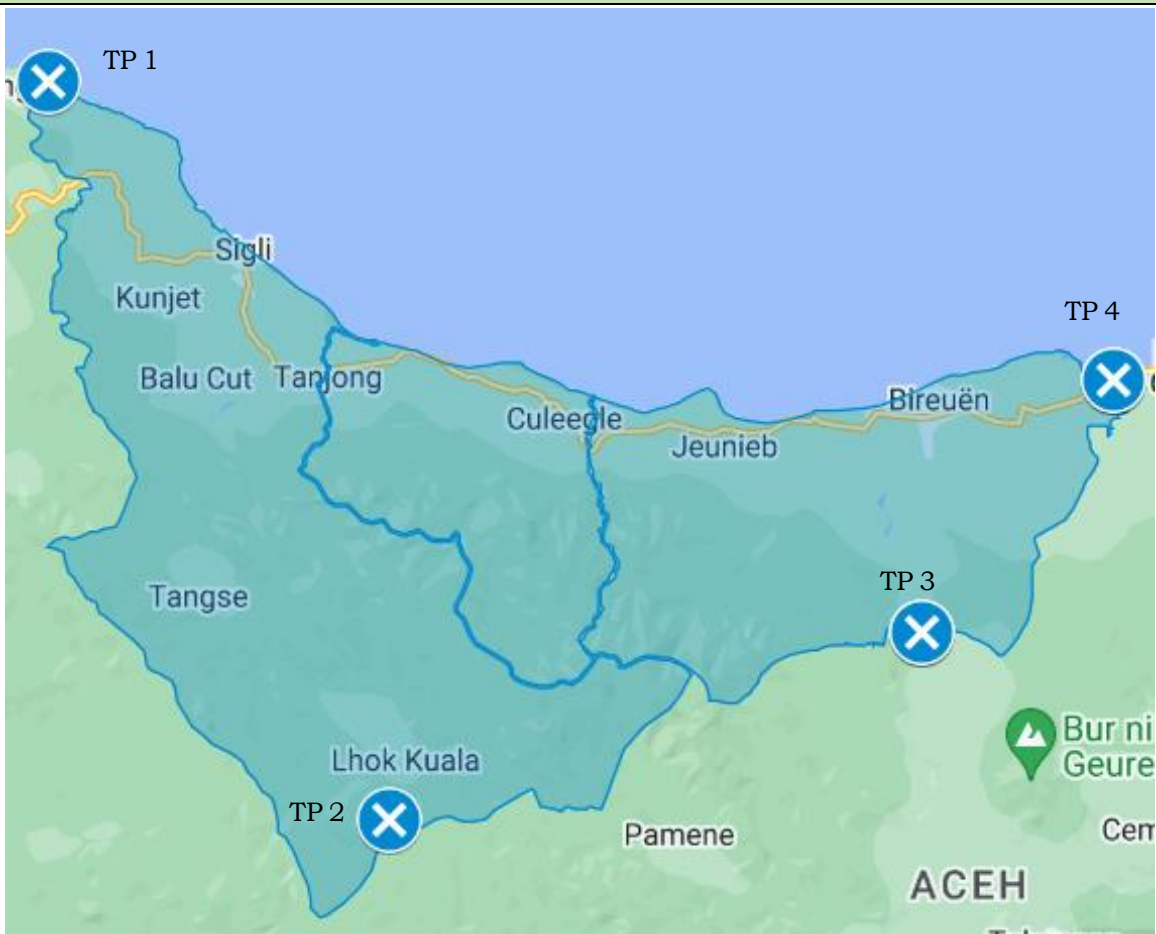 TP 1
Sigli
Kunjet
TP 4
Balu Cut
Tanjong
Culeegle
Bireuën
Jeunieb
TP 3
Tangse
Bur ni
Geure
Lhok Kuala
TP 2
Pamene
Cem
ACEH